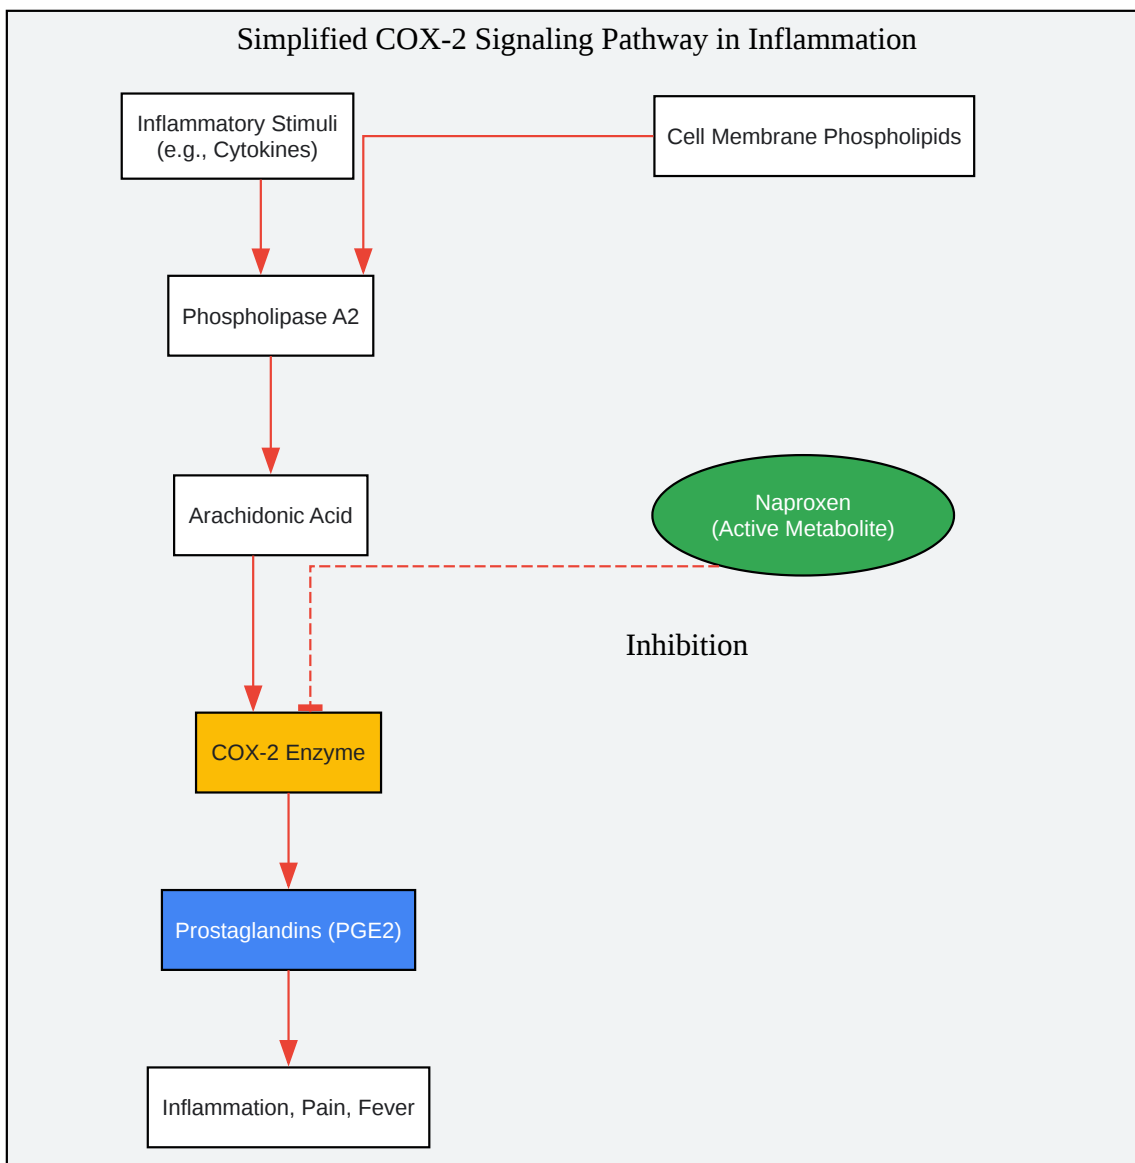 Simplified COX-2 Signaling Pathway in Inflammation
Inflammatory Stimuli
(e.g., Cytokines)
Cell Membrane Phospholipids
Phospholipase A2
Arachidonic Acid
Naproxen
(Active Metabolite)
Inhibition
COX-2 Enzyme
Prostaglandins (PGE2)
Inflammation, Pain, Fever